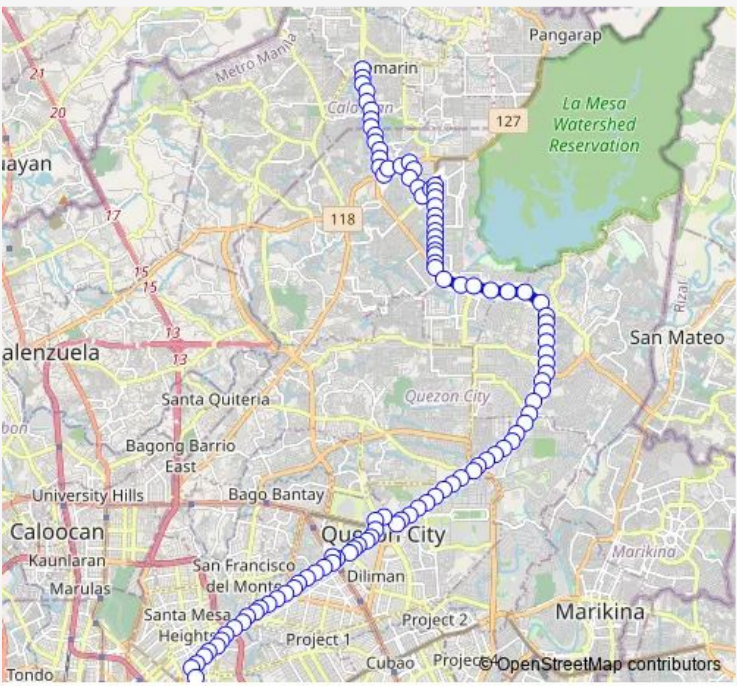 Pangarap
Metro Manila
marin
21
La Mesa
Watershed
Reservation
20
127
uayan
17
118
15
15
Rizal
13
13
San Mateo
alenzuela
Santa Quiteria
Quezon City
Bagong Barrio
East
University Hills
Bago Bantay
Caloocan
Quezon City
Kaunlaran
San Francisco
del Monte
Diliman
Marikina
Marulas
Santa Mesa
Heights
Project 2
Marikina
Project 1
Cubao
Project 4
Tondo
© OpenStreetMap contributors